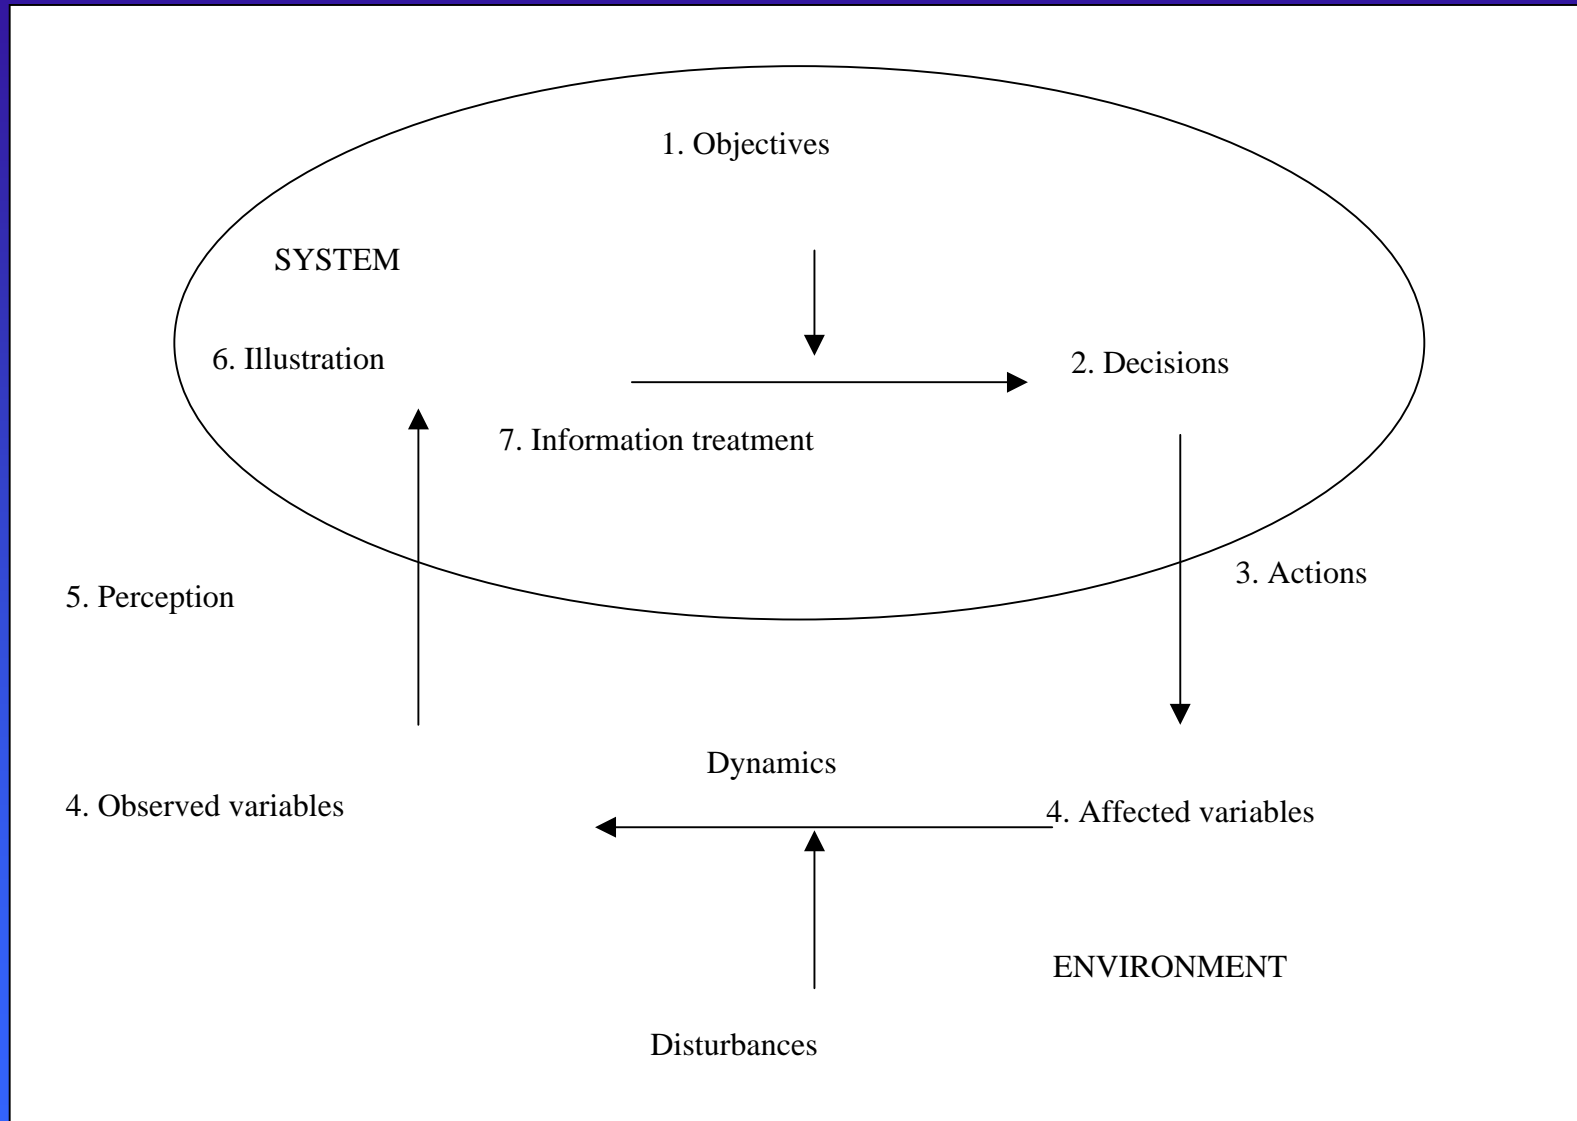 1. Objectives
SYSTEM
6. Illustration
2. Decisions
7. Information treatment
3. Actions
5. Perception
Dynamics
4. Observed variables
4. Affected variables
ENVIRONMENT
Disturbances